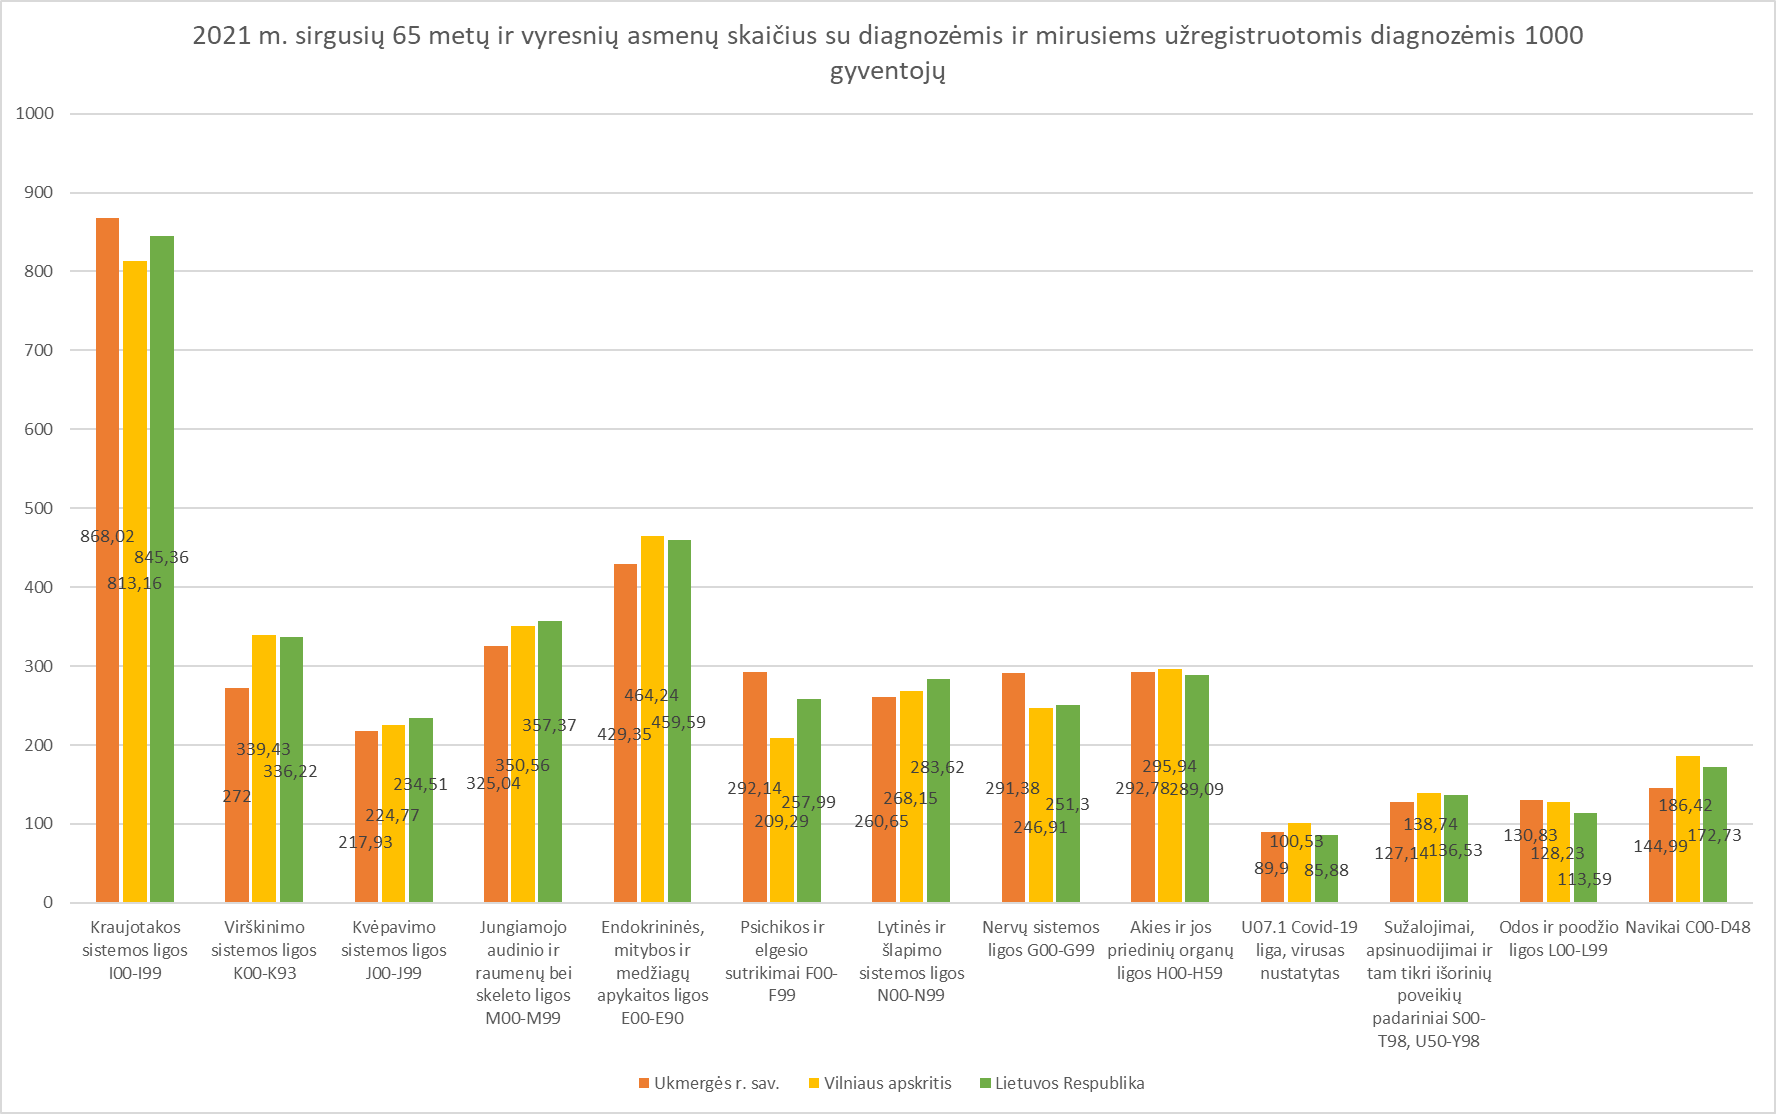 2021 m. sirgusių 65 metų ir vyresnių asmenų skaičius su diagnozėmis ir mirusiems užregistruotomis diagnozėmis 1000
gyventojų
1000
900
800
700
600
500
400
300
200
100
0
868,02
813,16
845,36
272
339,43
336,22
217,93
224,77
234,51
325,04
350,56
357,37
429,35
464,24
459,59
292,14
209,29
257,99
260,65
268,15
283,62
291,38
246,91
251,3
292,78
295,94
289,09
89,9
100,53
85,88
127,14
138,74
136,53
130,83
128,23
113,59
144,99
186,42
172,73
Kraujotakos
sistemos ligos
I00-I99
Virškinimo
sistemos ligos
K00-K93
Kvėpavimo
sistemos ligos
J00-J99
Jungiamojo
audinio ir
raumenų bei
skeleto ligos
M00-M99
Endokrininės,
mitybos ir
medžiagų
apykaitos ligos
E00-E90
Psichikos ir
elgesio
sutrikimai F00-
F99
Lytinės ir
šlapimo
sistemos ligos
N00-N99
Nervų sistemos
ligos G00-G99
Akies ir jos
priedinių organų
ligos H00-H59
U07.1 Covid-19
liga, virusas
nustatytas
Sužalojimai,
apsinuodijimai ir
tam tikri išorinių
poveikių
padariniai S00-
T98, U50-Y98
Odos ir poodžio
ligos L00-L99
Navikai C00-D48
Ukmergės r. sav.
Vilniaus apskritis
Lietuvos Respublika